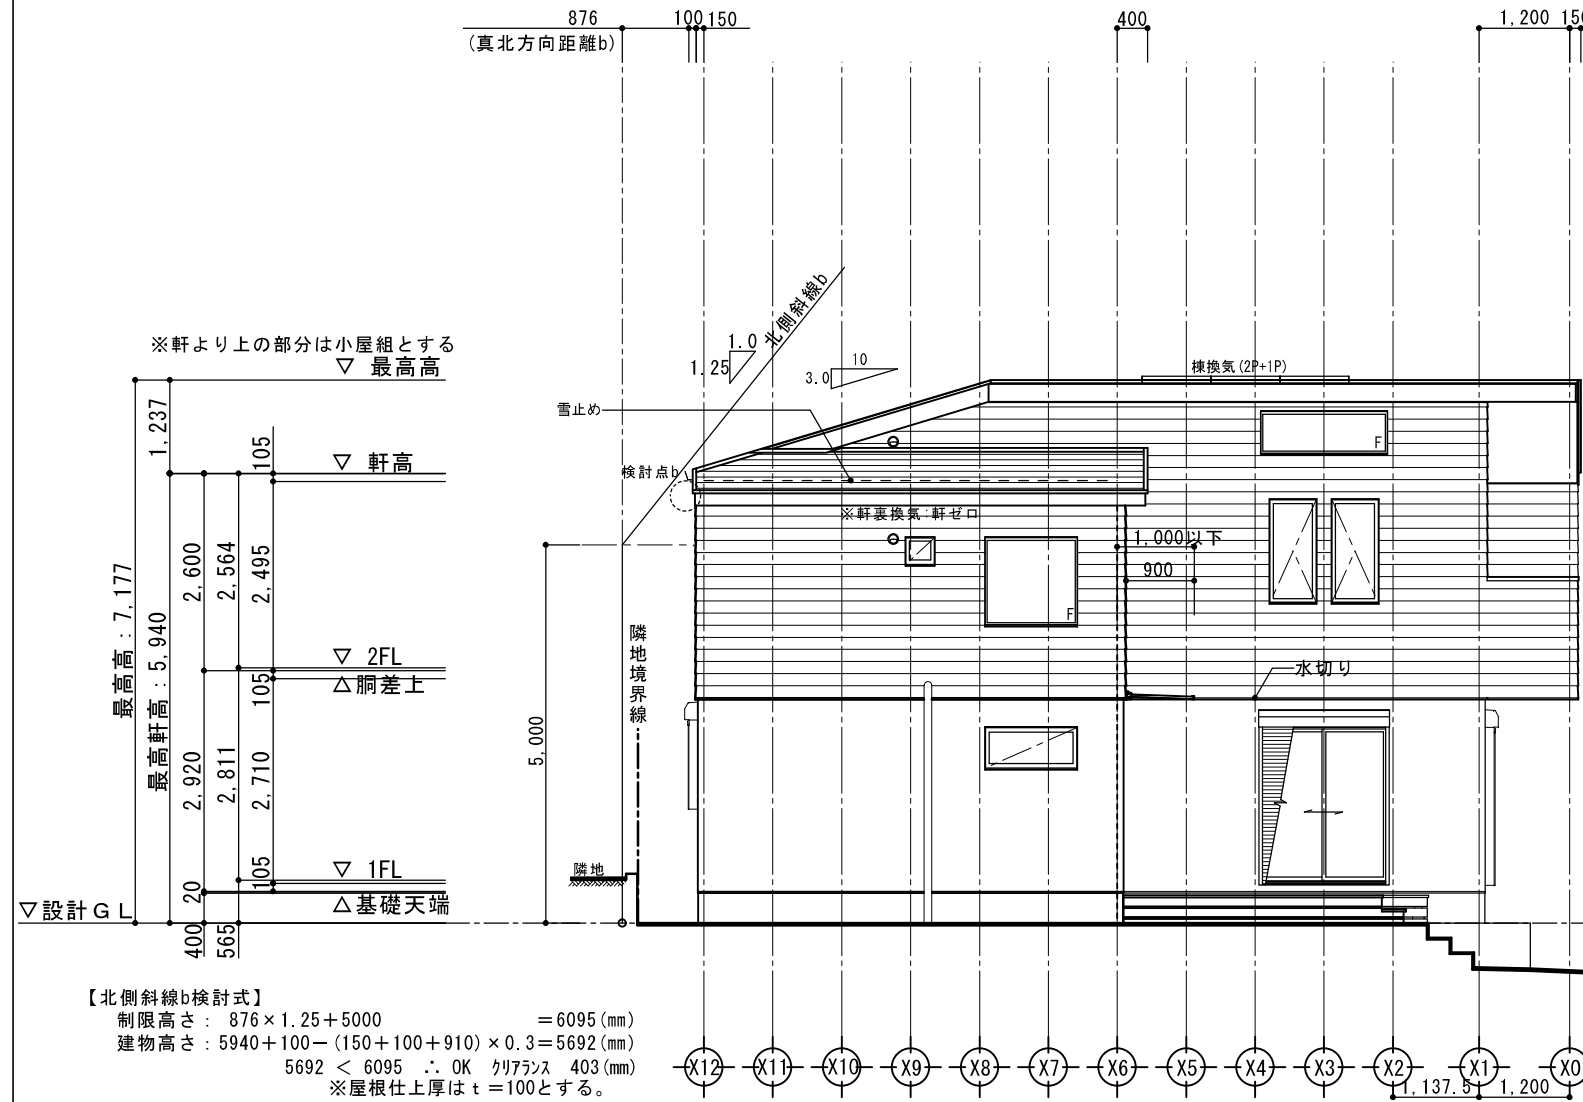 876
100 150
400
1,200
(真北方向距離b)
北側斜線b
1.0
1.25
10
3.0
棟換気(2P+1P)
※軒より上の部分は小屋組とする
▽ 最高高
雪止め
1,237
105
▽ 軒高
検討点b
F
※軒裏換気:軒ゼロ
1,000以下
900
2,600
2,564
2,495
最高高：7,177
最高軒高：5,940
F
隣地境界線
▽ 2FL
△胴差上
105
水切り
5,000
2,920
2,811
2,710
▽ 1FL
105
隣地
20
△基礎天端
▽設計ＧＬ
400
565
【北側斜線b検討式】
制限高さ： 876×1.25+5000 =6095(mm)
建物高さ：5940+100－(150+100+910)×0.3=5692(mm)
5692 < 6095 ∴ OK ｸﾘｱﾗﾝｽ 403(mm)
※屋根仕上厚はｔ=100とする。
X12 X11 X10 X9 X8 X7 X6 X5 X4 X3 X2 X1 X0
1,137.5 1,200